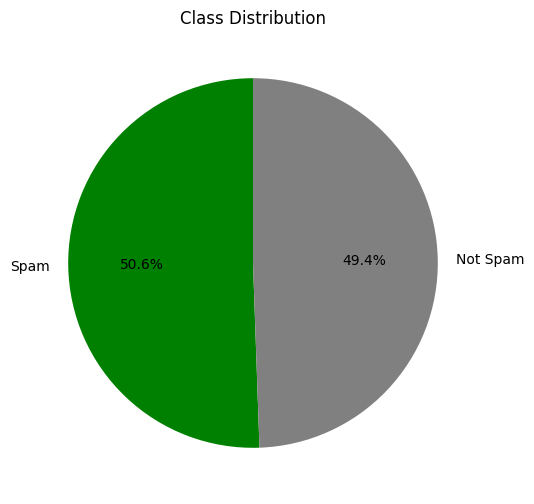 Class Distribution
Spam
50.6%
49.4%
Not Spam